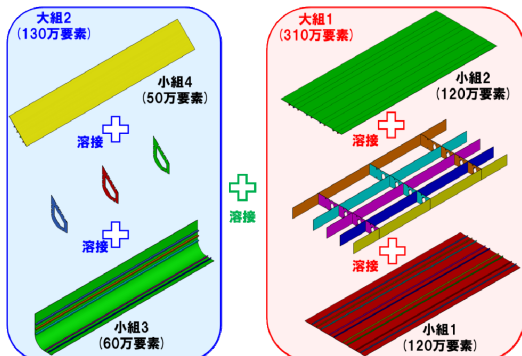 大組2
(130万要素)
小組4
(50万要素)
溶接
溶接
小組3
(60万要素)
溶接
大組1
(310万要素)
小組2
(120万要素)
溶接
溶接
小組1
(120万要素)